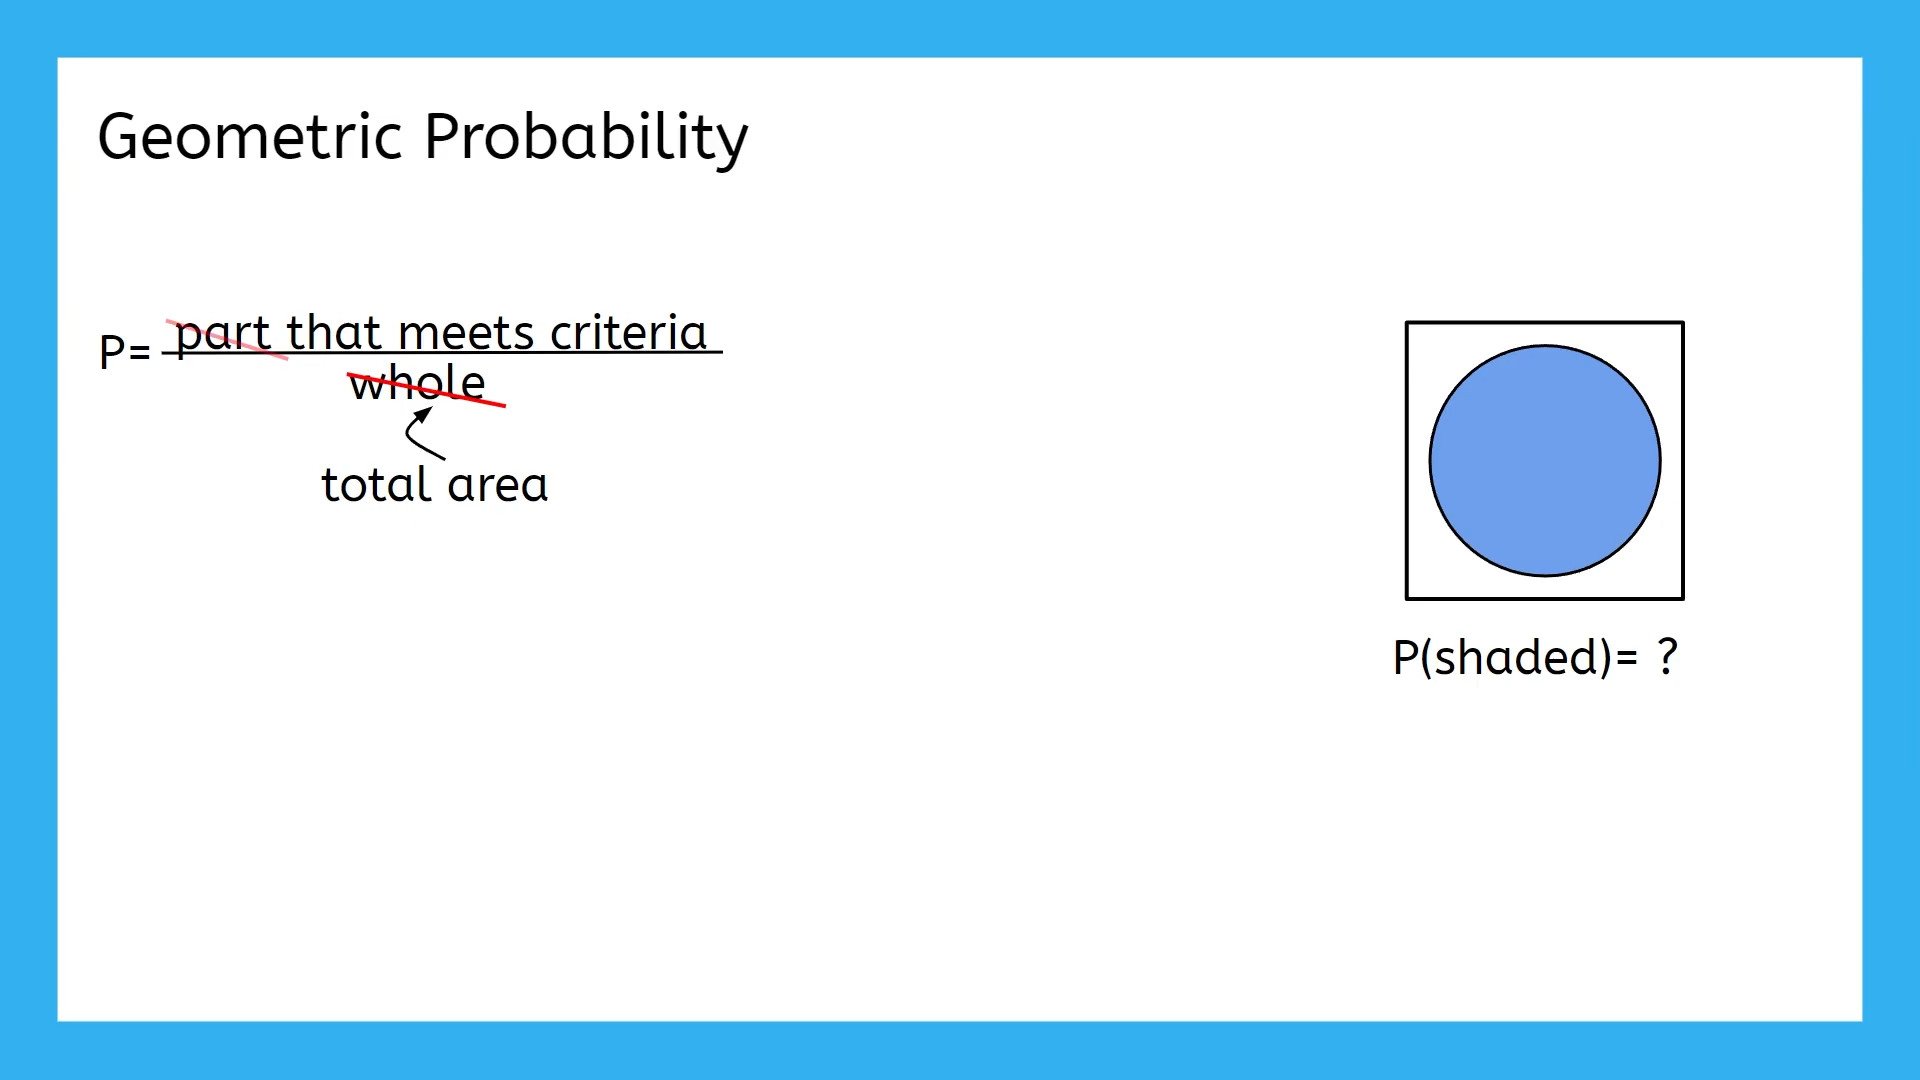 Geometric Probability
P= part that meets criteria
whole
total area
P(shaded)= ?